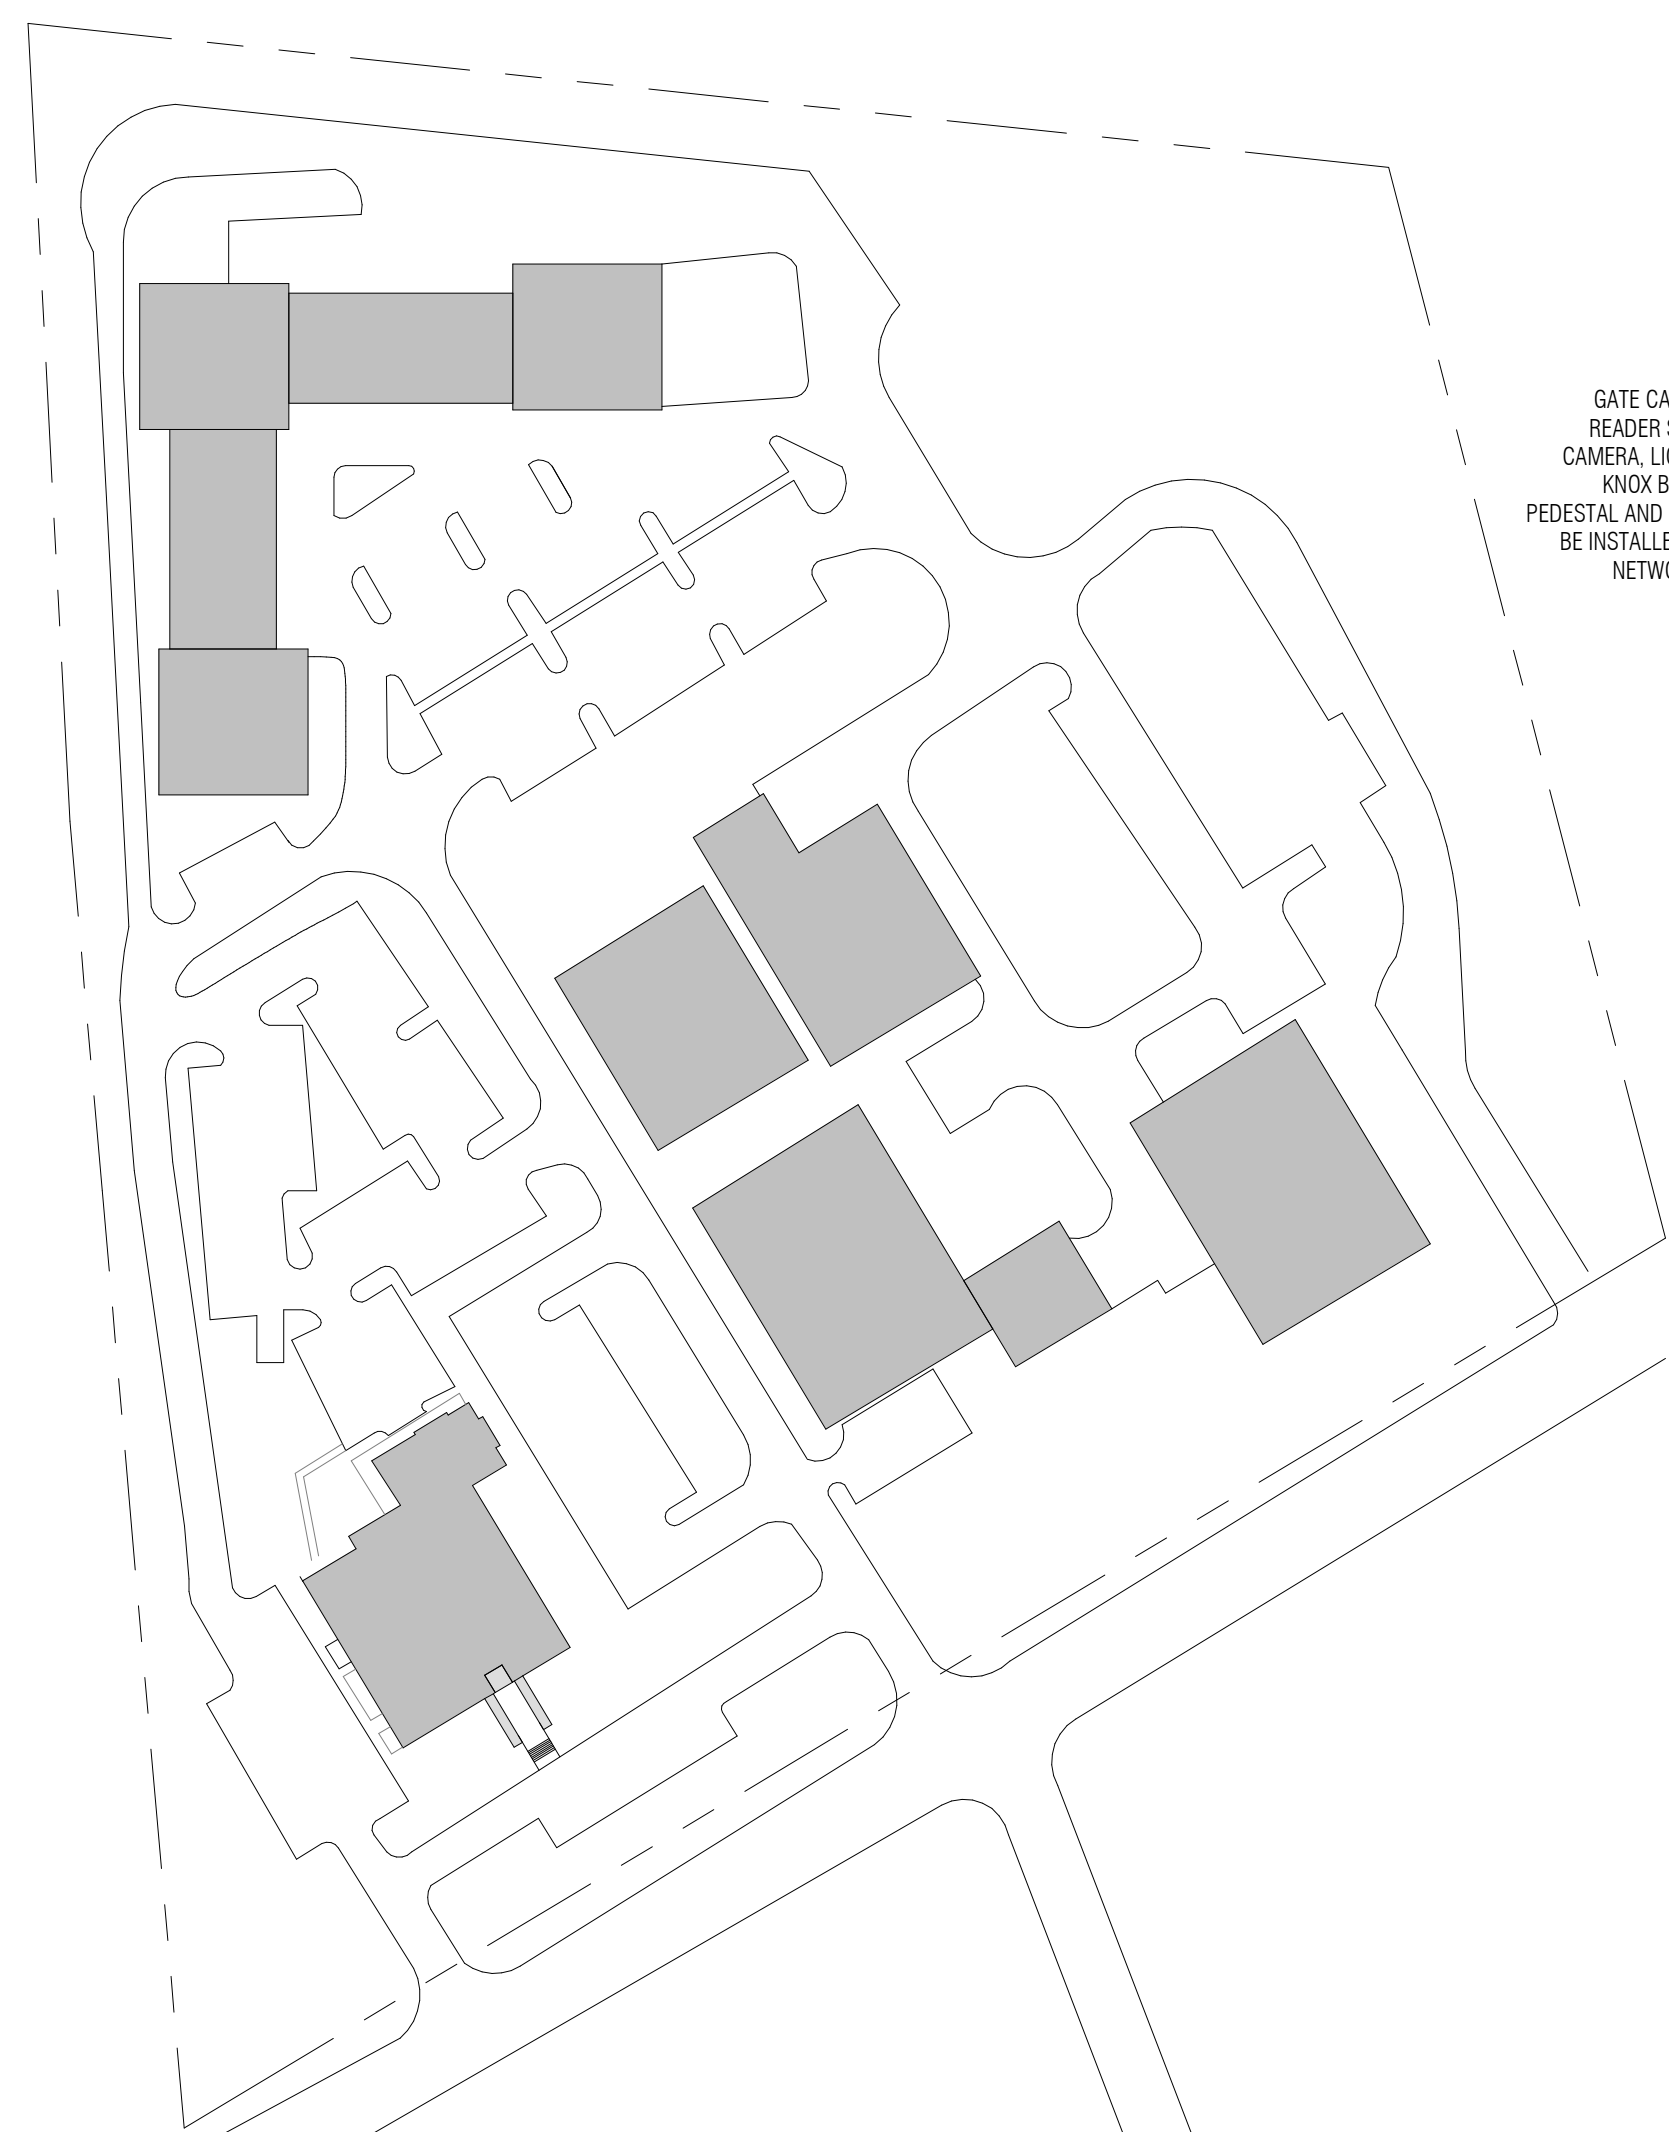 GATE CA
READER S
CAMERA, LIG
KNOX B
PEDESTAL AND
BE INSTALLE
NETWO